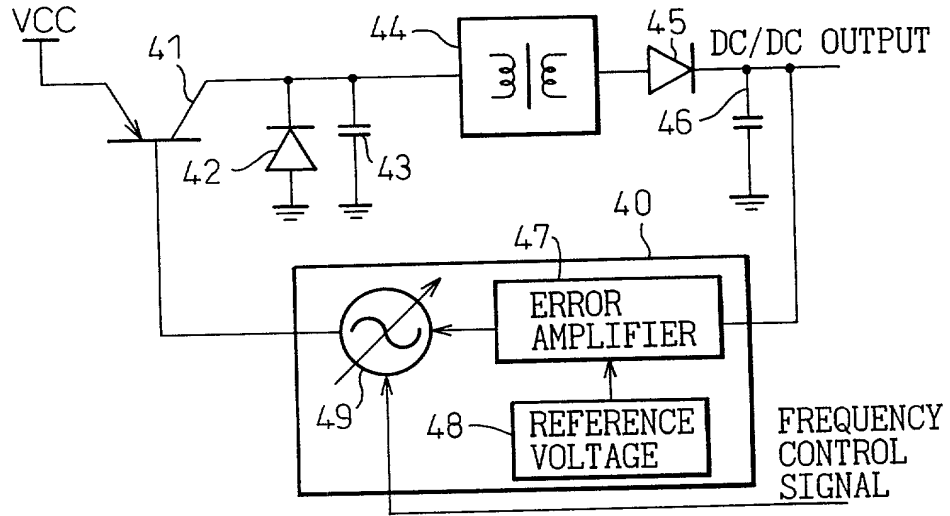 VCC
41
44
45
DC/DC OUTPUT
42
43
46
40
47
ERROR
AMPLIFIER
49
48
REFERENCE
VOLTAGE
FREQUENCY
CONTROL
SIGNAL